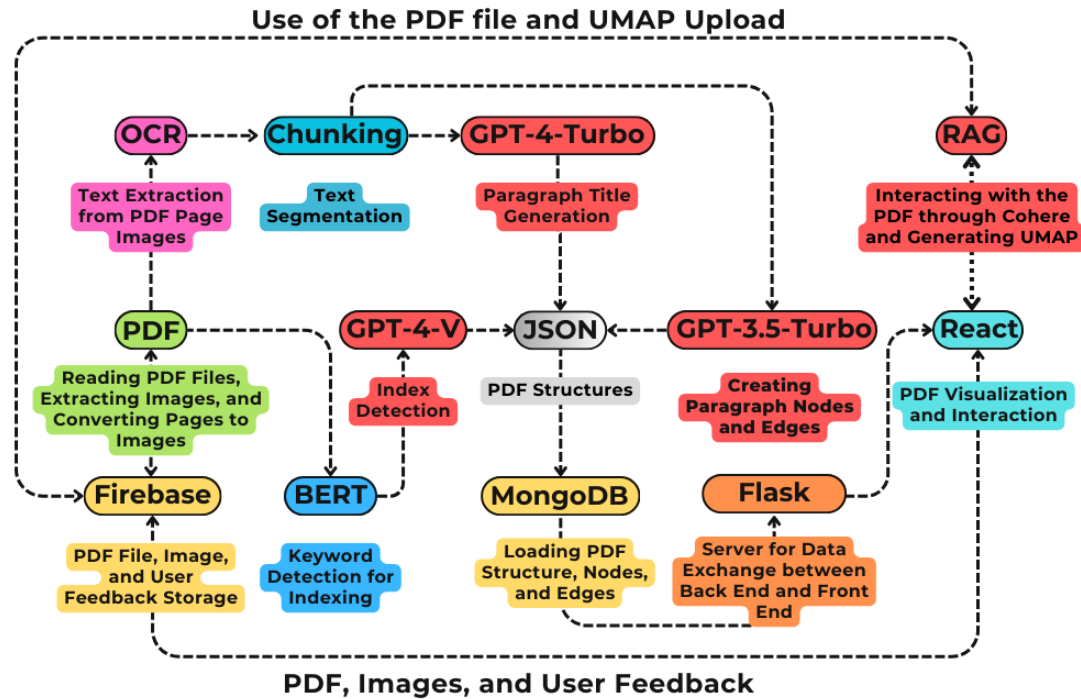 Use of the PDF file and UMAP Upload
OCR
Chunking
GPT-4-Turbo
RAG
Text Extraction
from PDF Page
Images
Text
Segmentation
Paragraph Title
Generation
Interacting with the
PDF through Cohere
and Generating UMAP
PDF
GPT-4-V
JSON
GPT-3.5-Turbo
React
Reading PDF Files,
Extracting Images, and
Converting Pages to
Images
Index
Detection
PDF Structures
Creating
Paragraph Nodes
and Edges
PDF Visualization
and Interaction
Firebase
BERT
MongoDB
Flask
PDF File, Image,
and User
Feedback Storage
Keyword
Detection for
Indexing
Loading PDF
Structure, Nodes,
and Edges
Server for Data
Exchange between
Back End and Front
End
PDF, Images, and User Feedback